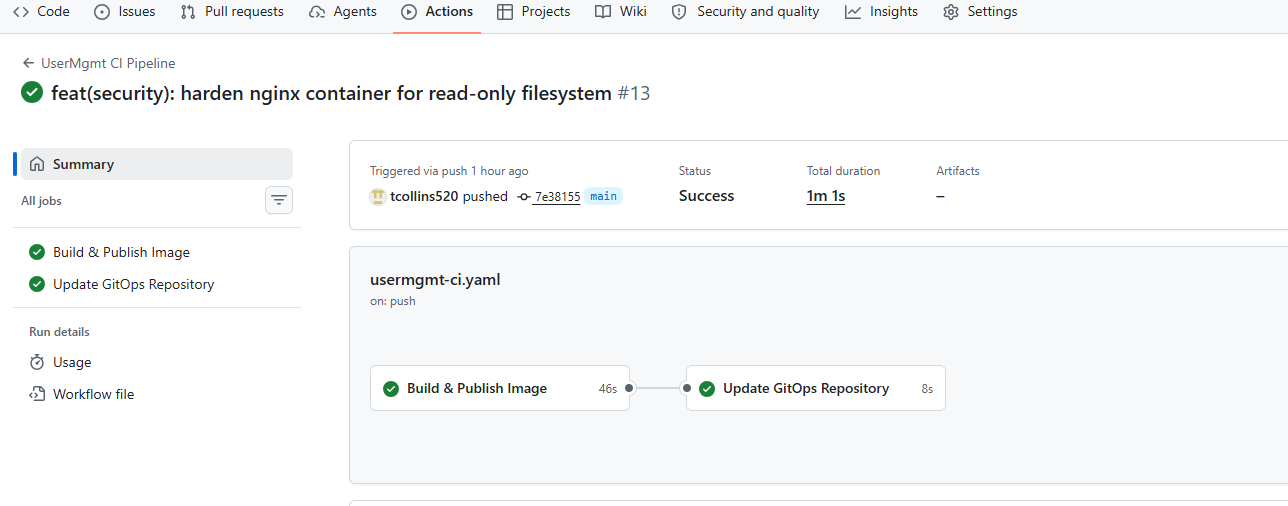 Code Issues Pull requests Agents Actions Projects Wiki Security and quality Insights Settings
UserMgmt CI Pipeline
feat(security): harden nginx container for read-only filesystem #13
Summary
All jobs
Build & Publish Image
Update GitOps Repository
Run details
Usage
Workflow file
Triggered via push 1 hour ago
tcollins520 pushed 7e38155 main
Status
Success
Total duration
1m 1s
Artifacts
–
usermgmt-ci.yaml
on: push
Build & Publish Image 46s
Update GitOps Repository 8s